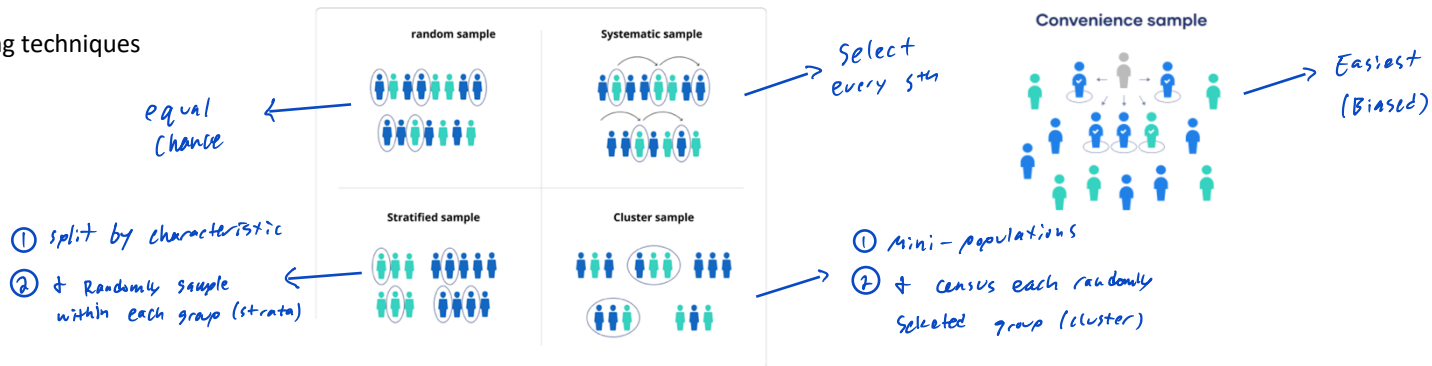 ng techniques
random sample
Systematic sample
Convenience sample
equal
Chance
Select
every 5th
Easiest
(Biased)
Stratified sample
Cluster sample
① split by characteristic
② & Randomly sample
within each group (strata)
① Mini-populations
② & census each randomly
Selected group (cluster)